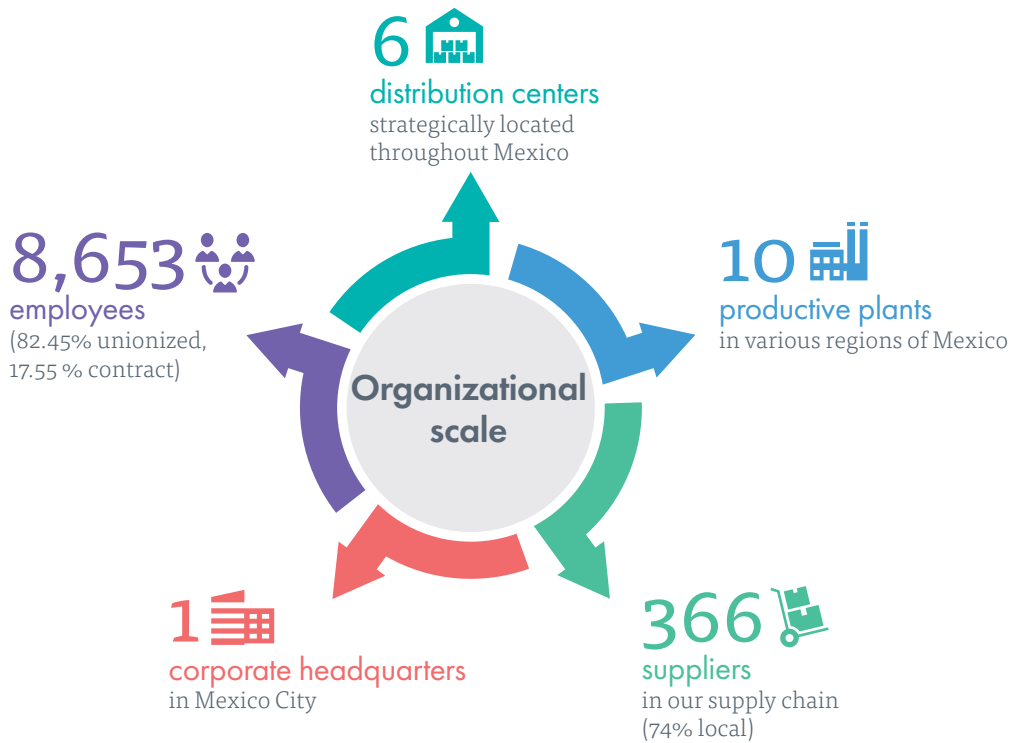 6
distribution centers
strategically located
throughout Mexico
8,653
employees
(82.45% unionized,
17.55 % contract)
10
productive plants
in various regions of Mexico
Organizational
scale
1
corporate headquarters
in Mexico City
366
suppliers
in our supply chain
(74% local)